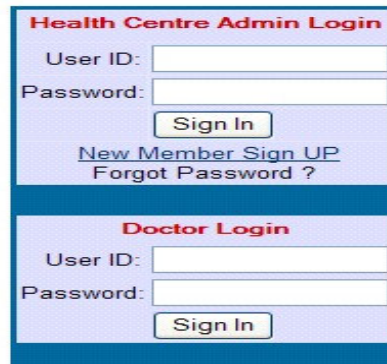 Health Centre Admin Login
User ID:
Password:
Sign In
New Member Sign UP
Forgot Password ?
Doctor Login
User ID:
Password:
Sign In